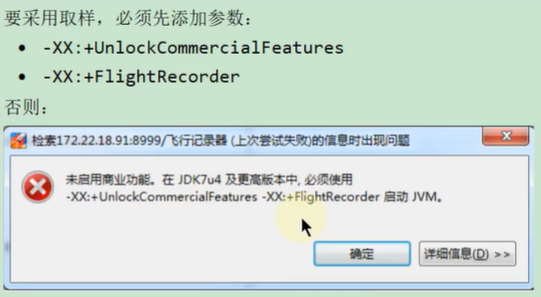 要采用取样，必须先添加参数：
• -XX:+UnlockCommercialFeatures
• -XX:+FlightRecorder
否则：
检索172.22.18.91:8999/飞行记录器 (上次尝试失败)的信息时出现问题
未启用商业功能。在 JDK7u4 及更高版本中, 必须使用
-XX:+UnlockCommercialFeatures -XX:+FlightRecorder 启动 JVM。
确定 详细信息(D) >>